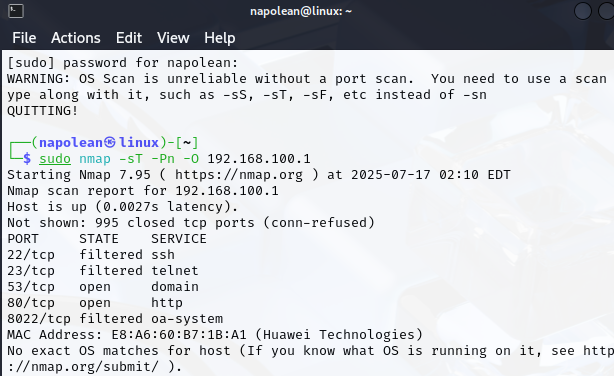 napolean@linux: ~
File Actions Edit View Help
[sudo] password for napolean:
WARNING: OS Scan is unreliable without a port scan.  You need to use a scan
ype along with it, such as -sS, -sT, -sF, etc instead of -sn
QUITTING!
┌──(napolean㉿linux)-[~]
└─$ sudo nmap -sT -Pn -O 192.168.100.1
Starting Nmap 7.95 ( https://nmap.org ) at 2025-07-17 02:10 EDT
Nmap scan report for 192.168.100.1
Host is up (0.0027s latency).
Not shown: 995 closed tcp ports (conn-refused)
PORT     STATE    SERVICE
22/tcp   filtered ssh
23/tcp   filtered telnet
53/tcp   open     domain
80/tcp   open     http
8022/tcp filtered oa-system
MAC Address: E8:A6:60:B7:1B:A1 (Huawei Technologies)
No exact OS matches for host (If you know what OS is running on it, see http
://nmap.org/submit/ ).